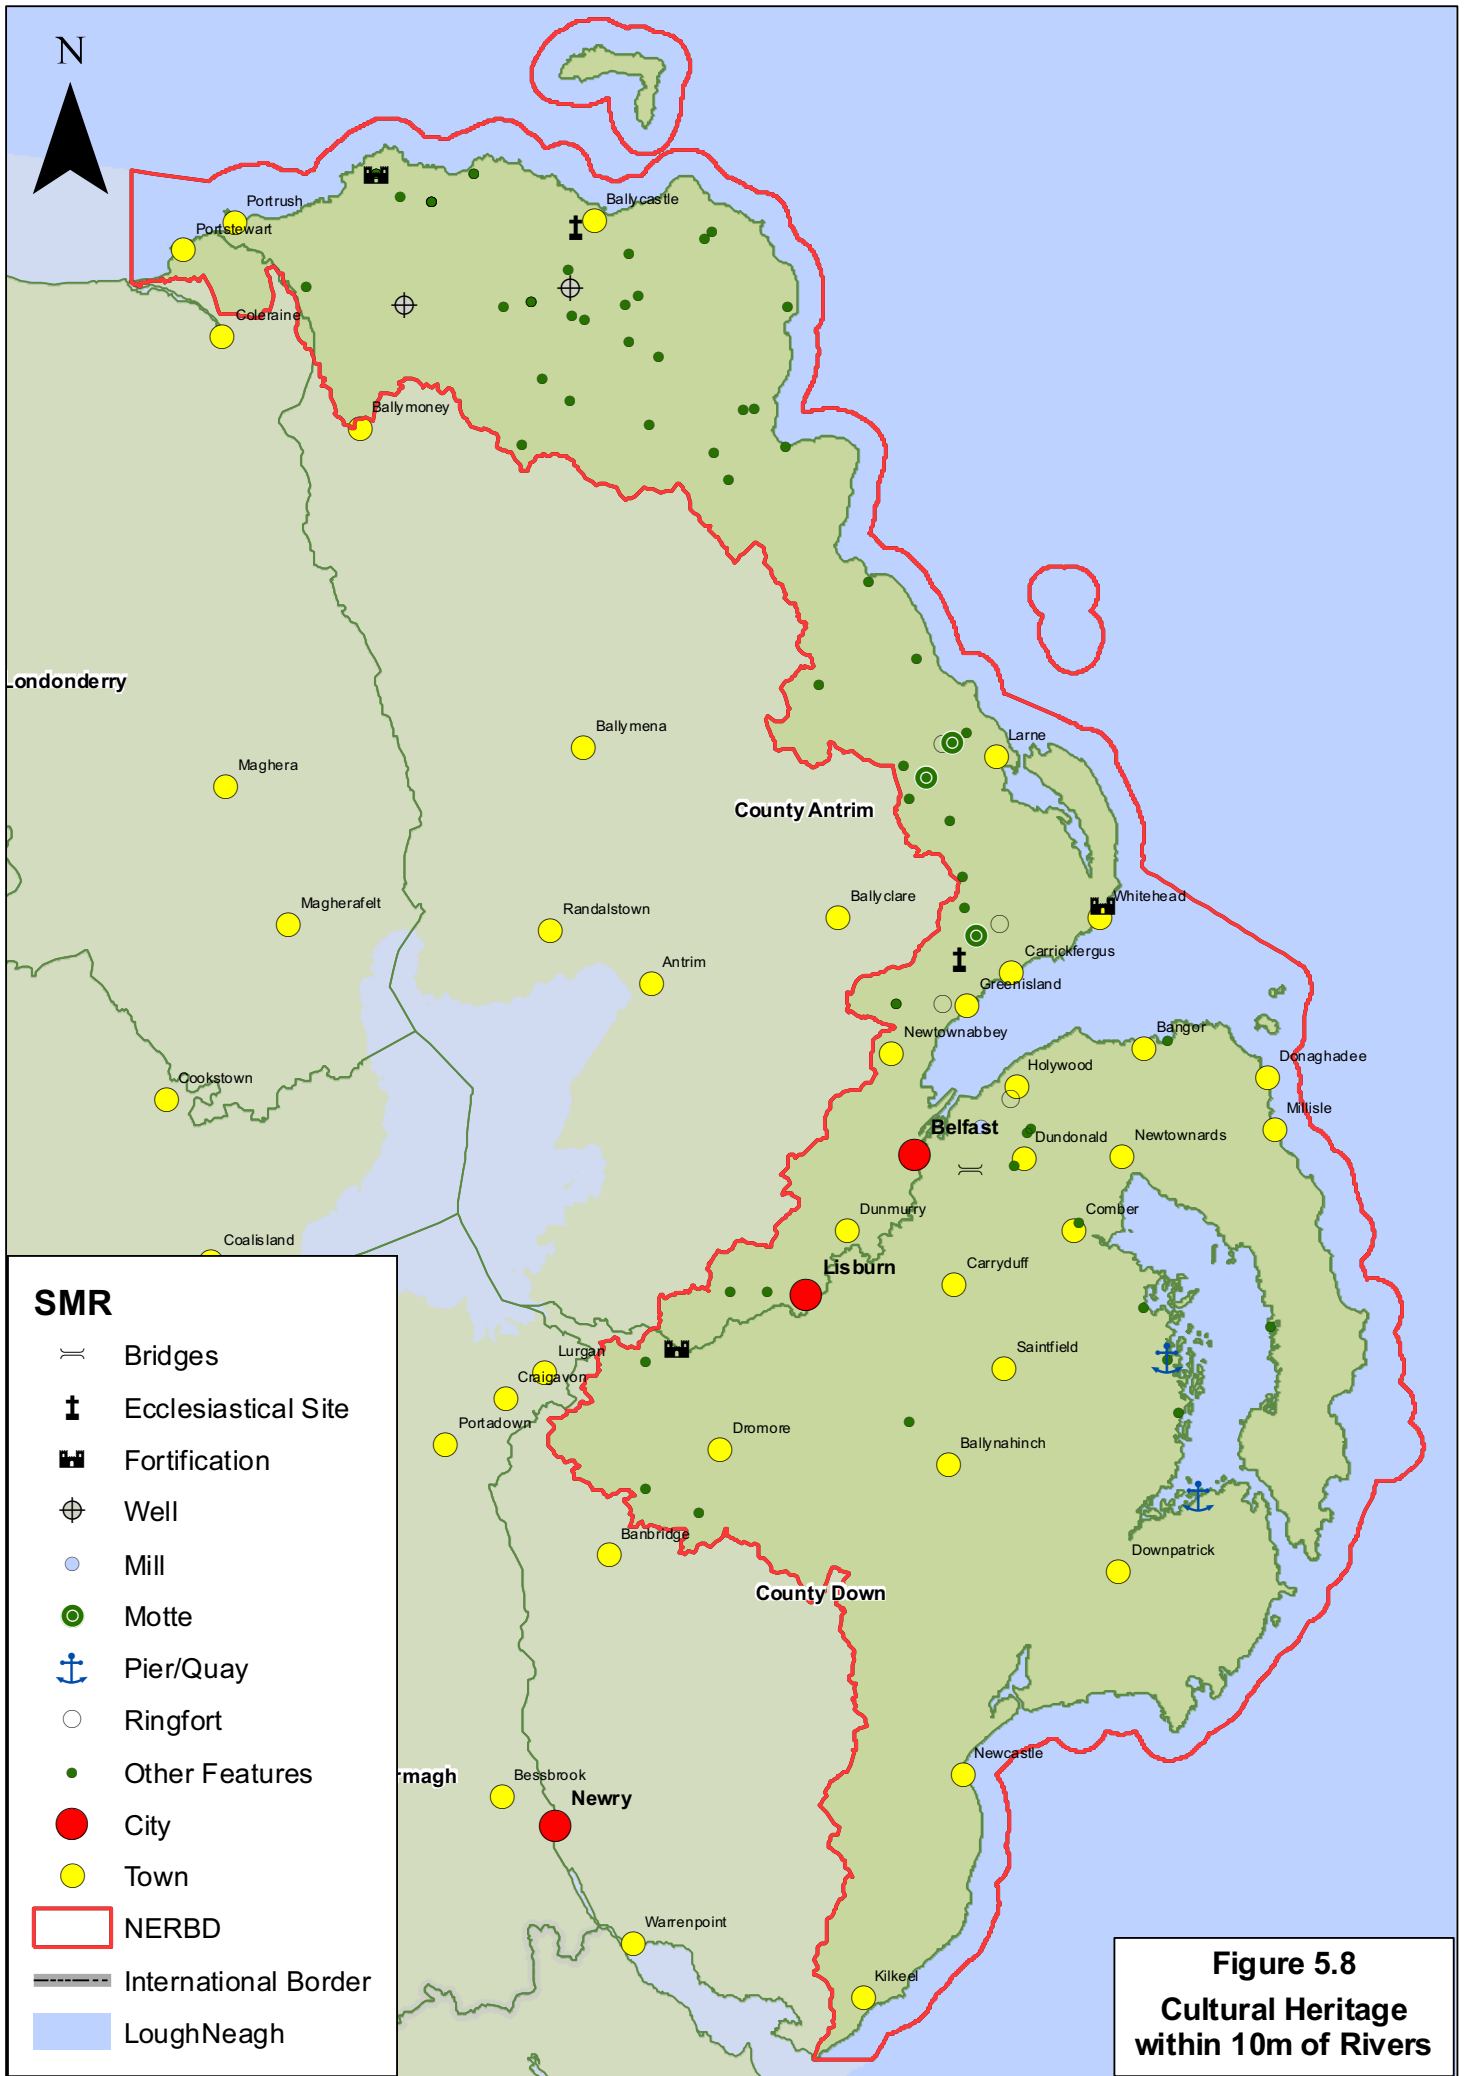 N
Portrush
Portstewart
Ballycastle
Coleraine
Ballymoney
Londonderry
Ballymena
Larne
Maghera
County Antrim
Magherafelt
Randalstown
Ballyclare
Whitehead
Antrim
Carrickfergus
Greenisland
Newtownabbey
Bangor
Cookstown
Holywood
Donaghadee
Belfast
Millisle
Dundonald
Newtownards
Dunmurry
Comber
Coalisland
Lisburn
Carryduff
Lurgan
Craigavon
Saintfield
Portadown
Dromore
Ballynahinch
Banbridge
Downpatrick
County Down
Newcastle
rmagh
Bessbrook
Newry
Warrenpoint
Kilkeel
SMR
Bridges
Ecclesiastical Site
Fortification
Well
Mill
Motte
Pier/Quay
Ringfort
Other Features
City
Town
NERBD
International Border
LoughNeagh
Figure 5.8
Cultural Heritage
within 10m of Rivers